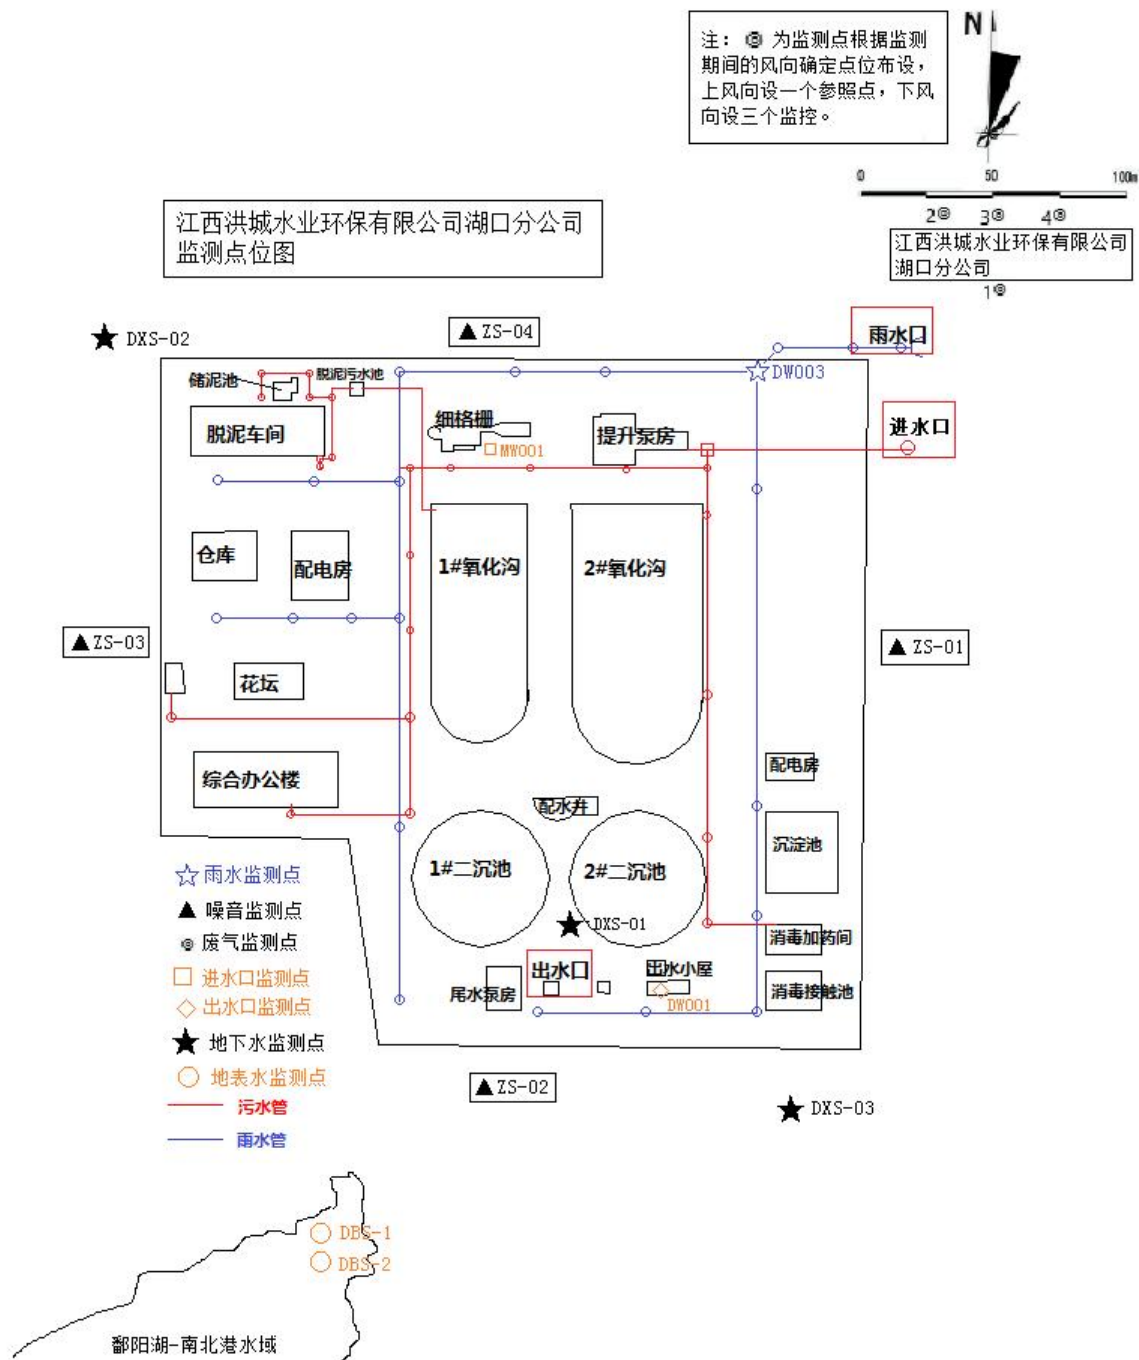 注： ◎ 为监测点根据监测
期间的风向确定点位布设，
上风向设一个参照点，下风
向设三个监控。
N
0 50 100m
2◎ 3◎ 4◎
江西洪城水业环保有限公司
湖口分公司
1◎
江西洪城水业环保有限公司湖口分公司
监测点位图
DXS-02
▲ ZS-04
雨水口
DW003
储泥池
脱泥污水池
脱泥车间
细格栅
MW001
提升泵房
进水口
仓库
配电房
1#氧化沟
2#氧化沟
▲ ZS-03
▲ ZS-01
花坛
综合办公楼
配电房
配水井
沉淀池
1#二沉池
2#二沉池
DXS-01
消毒加药间
出水口
出水小屋
尾水泵房
DW001
消毒接触池
雨水监测点
噪音监测点
废气监测点
进水口监测点
出水口监测点
地下水监测点
地表水监测点
污水管
雨水管
▲ ZS-02
DXS-03
DBS-1
DBS-2
鄱阳湖-南北港水域